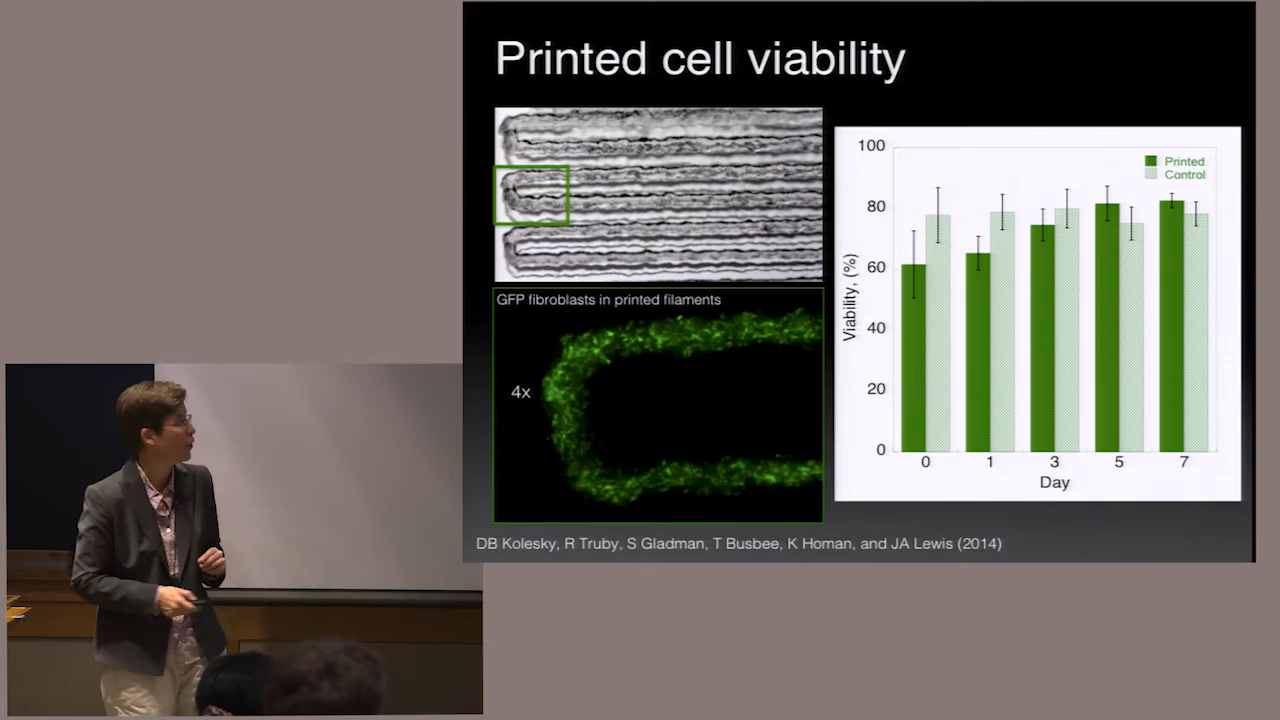 Printed cell viability
GFP fibroblasts in printed filaments
4x
100
80
60
40
20
0
Viability, (%)
Printed
Control
0 1 3 5 7
Day
DB Kolesky, R Truby, S Gladman, T Busbee, K Homan, and JA Lewis (2014)